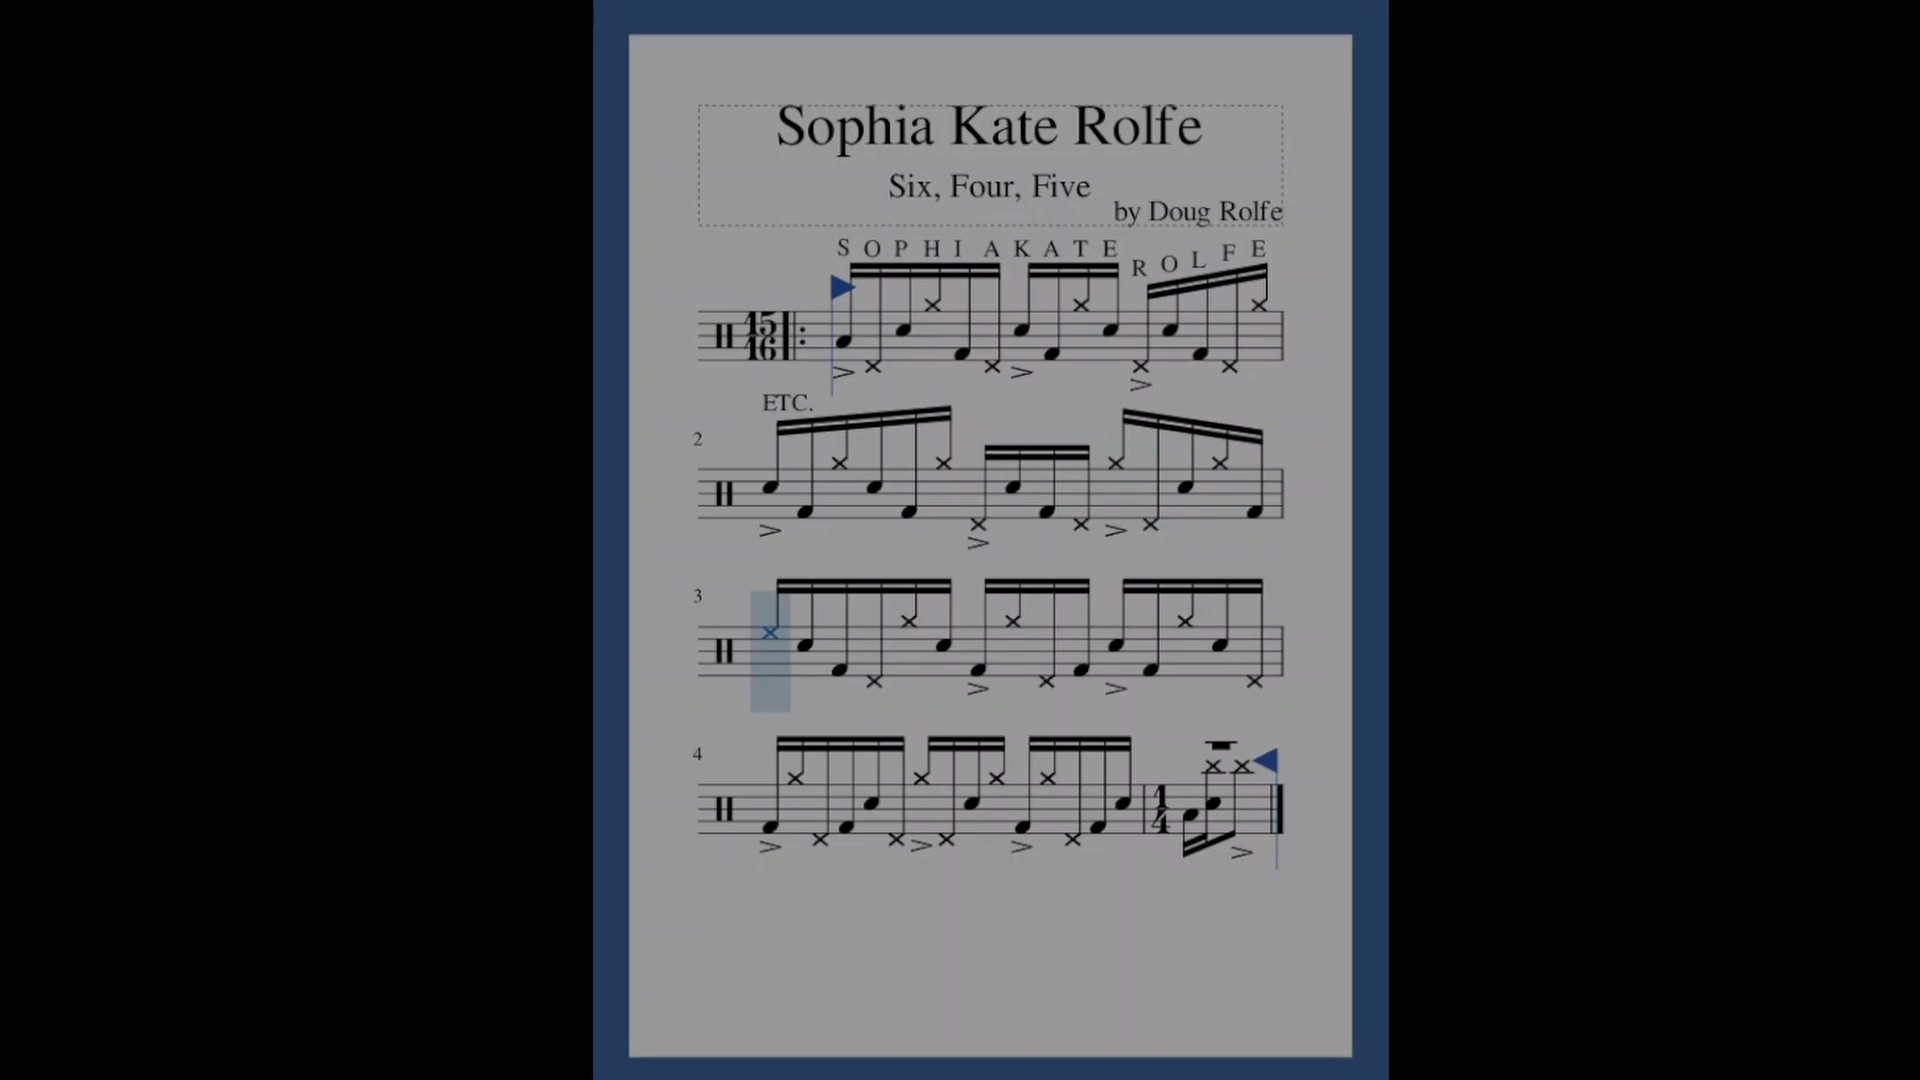 Sophia Kate Rolfe
Six, Four, Five
by Doug Rolfe
S O P H I A K A T E R O L F E
15
16
ETC.
2
3
4
1
4